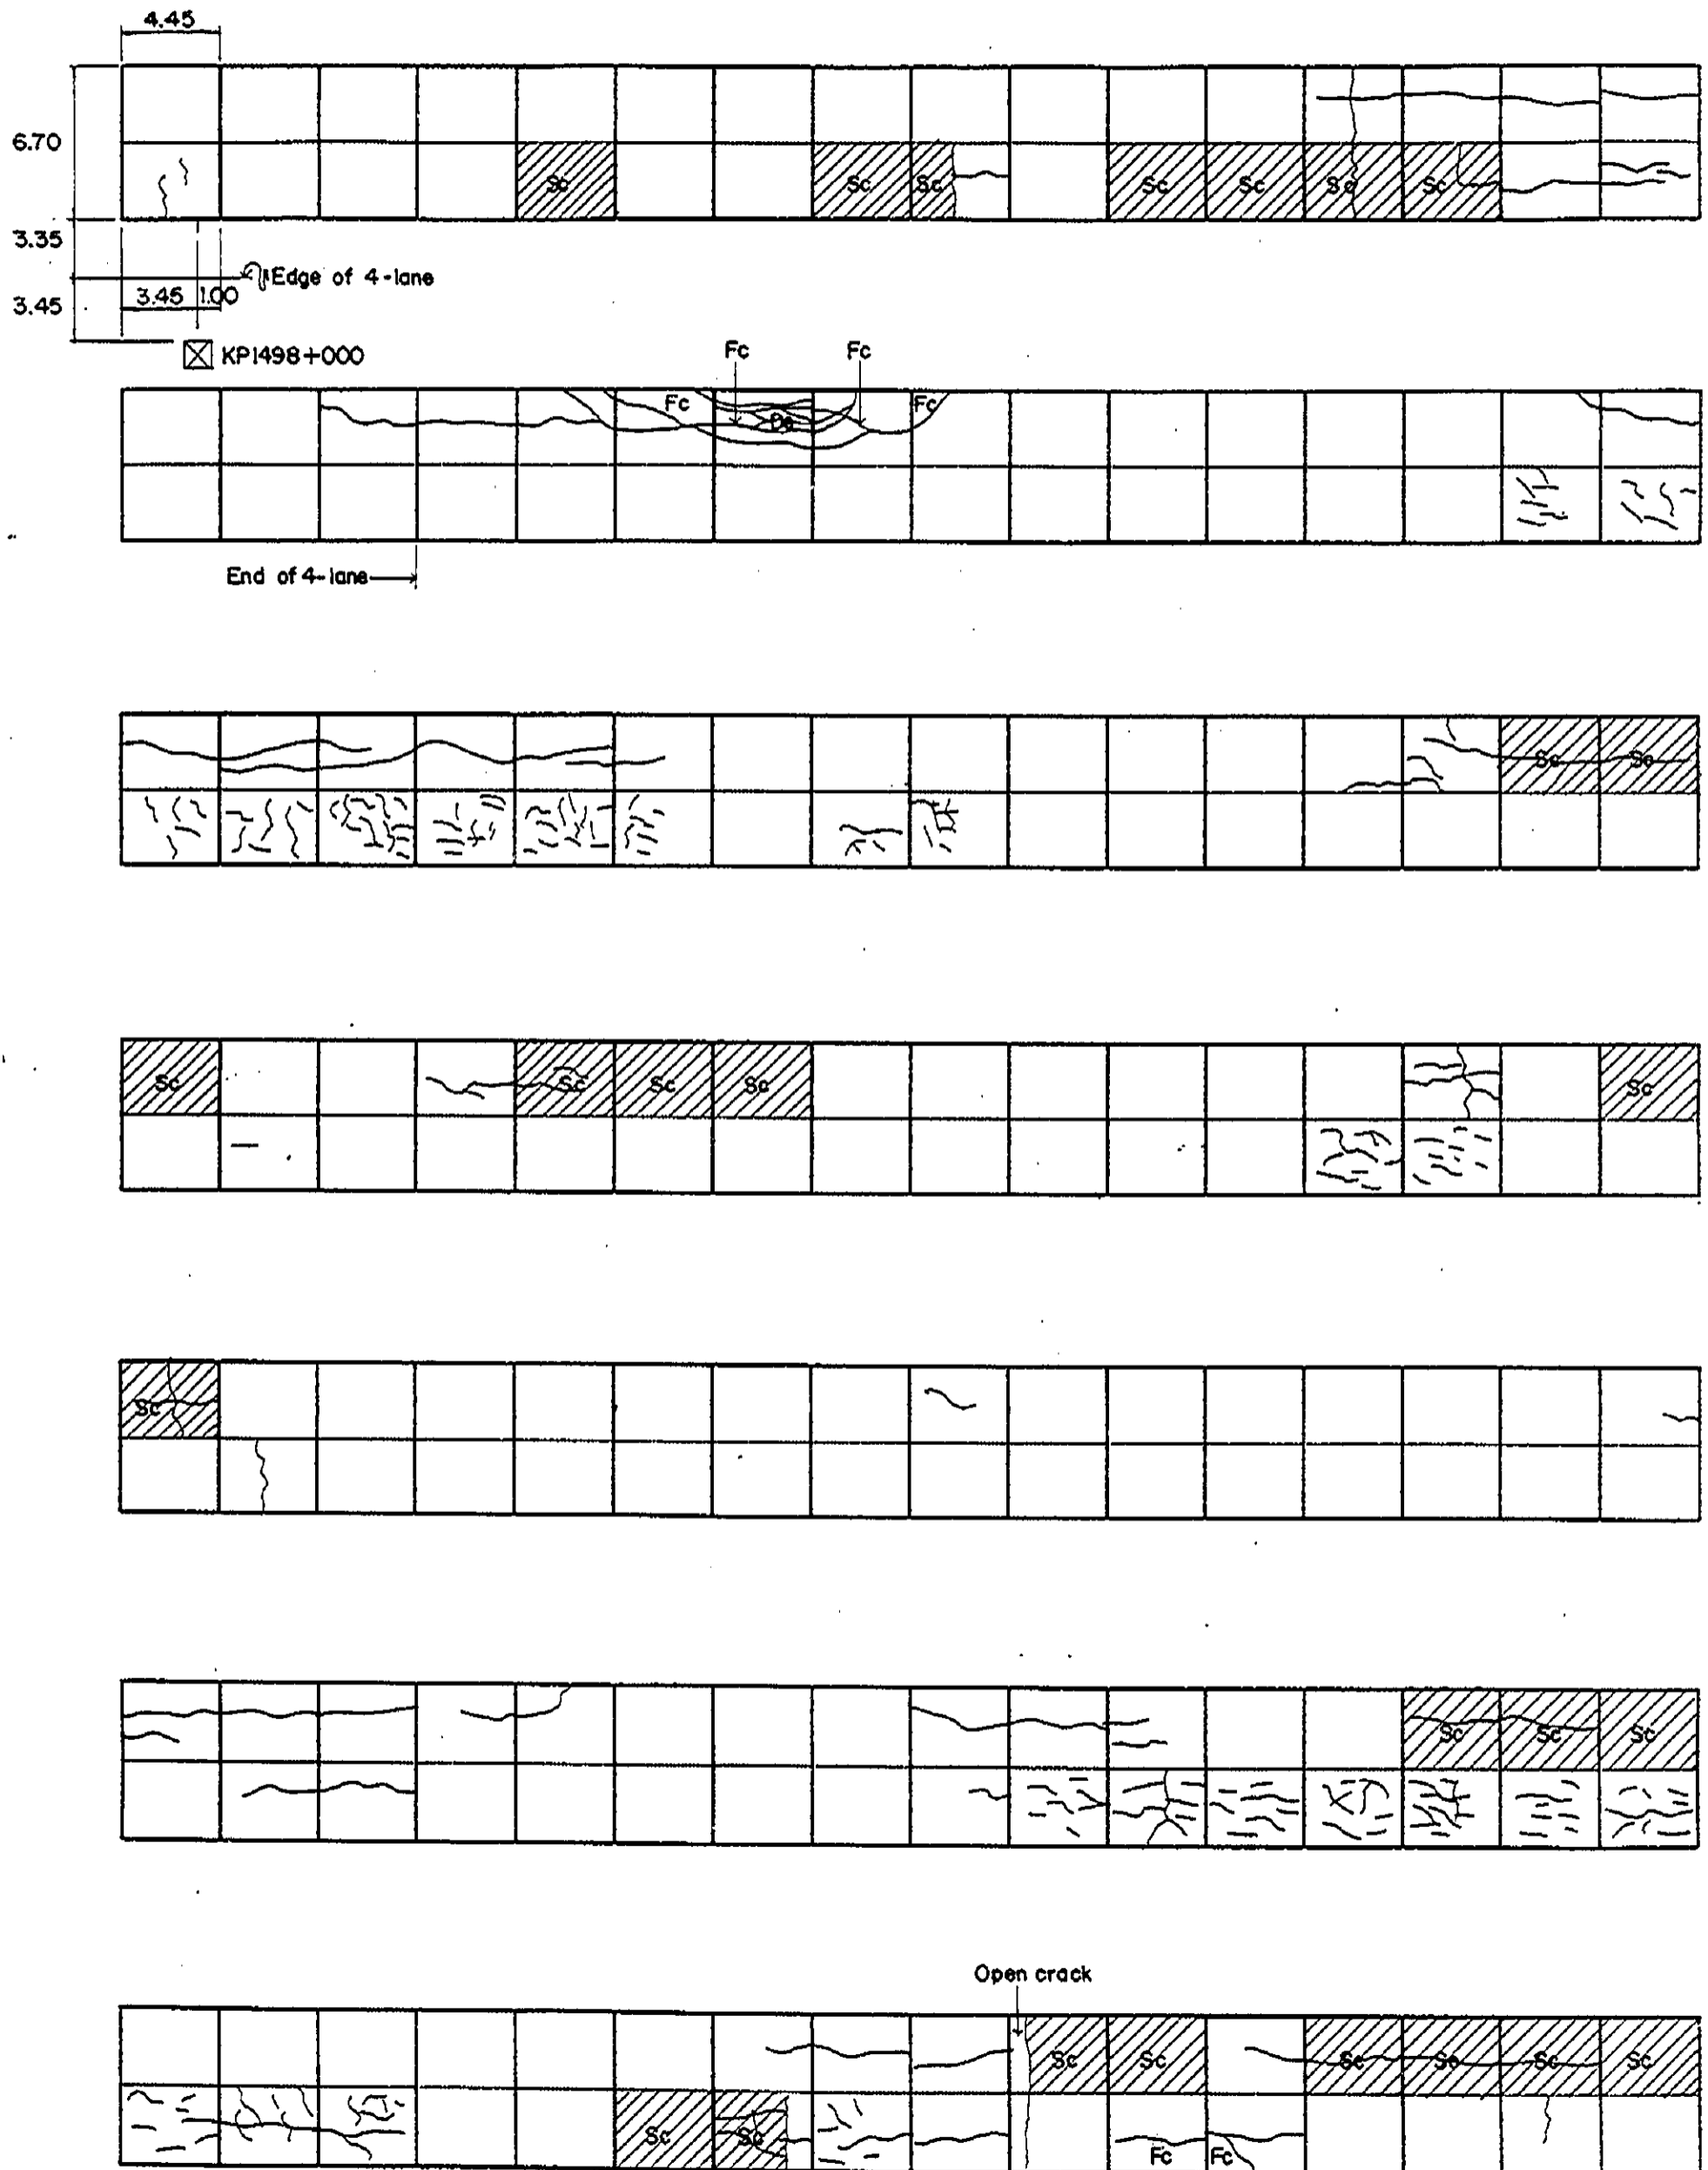 4.45
6.70
Sc Sc Sc Sc Sc Sc Sc
3.35
Edge of 4-lane
3.45 1.00
3.45
KP1498+000
Fc Fc
Fc De Fc
End of 4-lane
Sc Sc
Sc Sc Sc Sc Sc
Sc
Sc Sc Sc
Open crack
Sc Sc Sc Sc Sc Sc
Sc Sc
Fc Fc